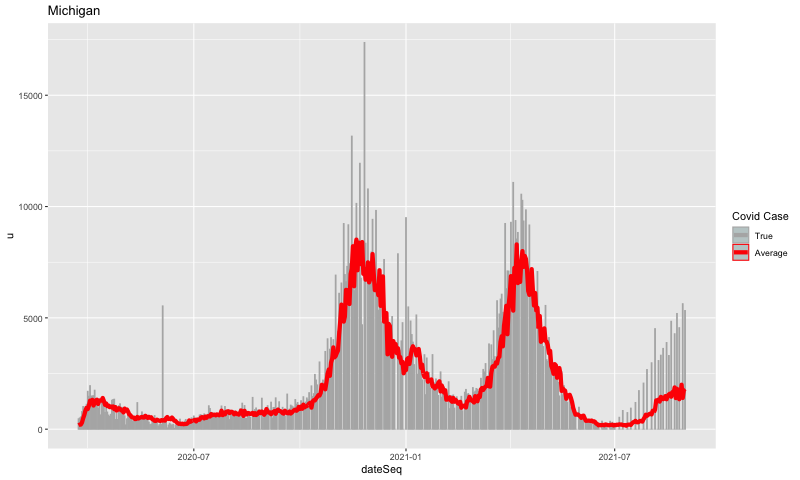 Michigan
15000
10000
5000
0
u
2020-07
2021-01
2021-07
dateSeq
Covid Case
True
Average